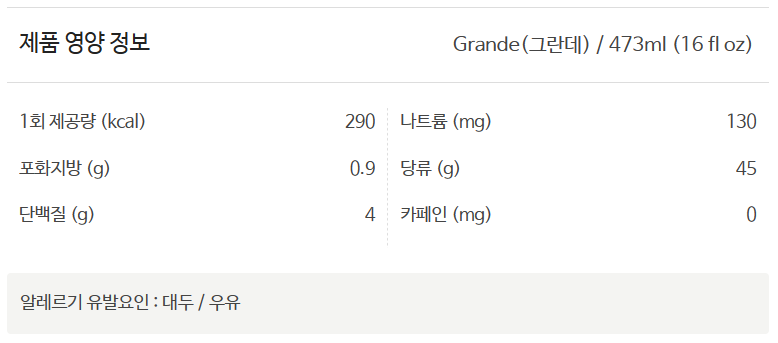 제품 영양 정보 Grande(그란데) / 473ml (16 fl oz)
1회 제공량 (kcal) 290 나트륨 (mg) 130
포화지방 (g) 0.9 당류 (g) 45
단백질 (g) 4 카페인 (mg) 0
알레르기 유발요인 : 대두 / 우유